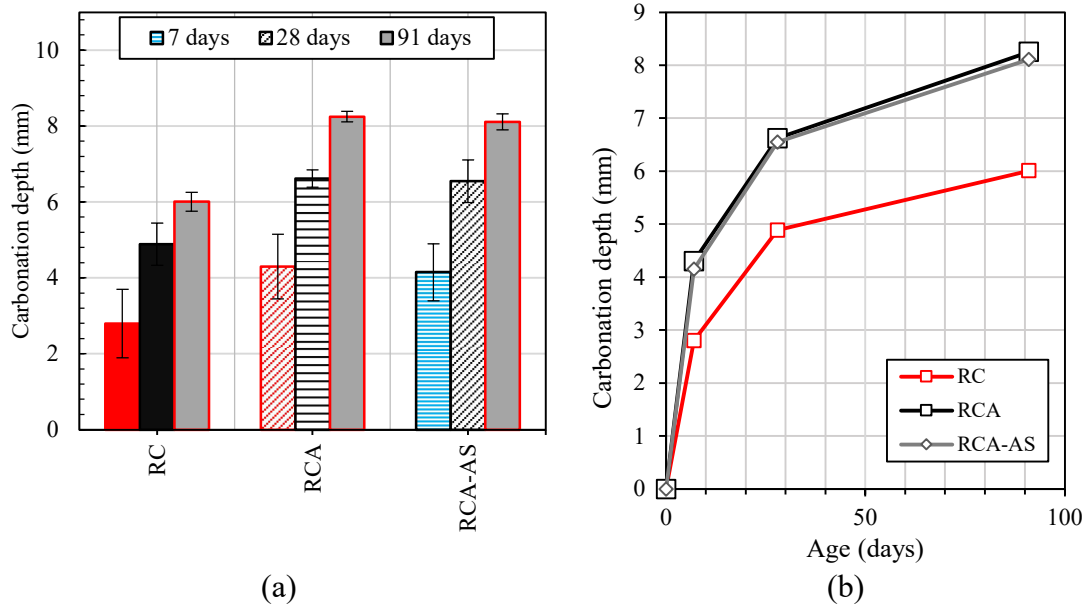 7 days 28 days 91 days
Carbonation depth (mm)
10
8
6
4
2
0
RC
RCA
RCA-AS
(a)
Carbonation depth (mm)
9
8
7
6
5
4
3
2
1
0
RC
RCA
RCA-AS
0 50 100
Age (days)
(b)